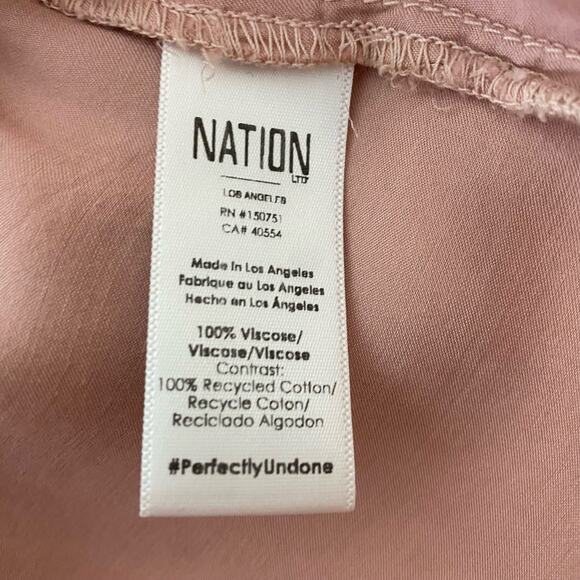 NATION
LTD
LOS ANGELES
RN #150751
CA# 40554
Made in Los Angeles
Fabrique au Los Angeles
Hecho en Los Ángeles
100% Viscose/
Viscose/Viscose
Contrast:
100% Recycled Cotton/
Recycle Coton/
Reciclado Algodon
#PerfectlyUndone